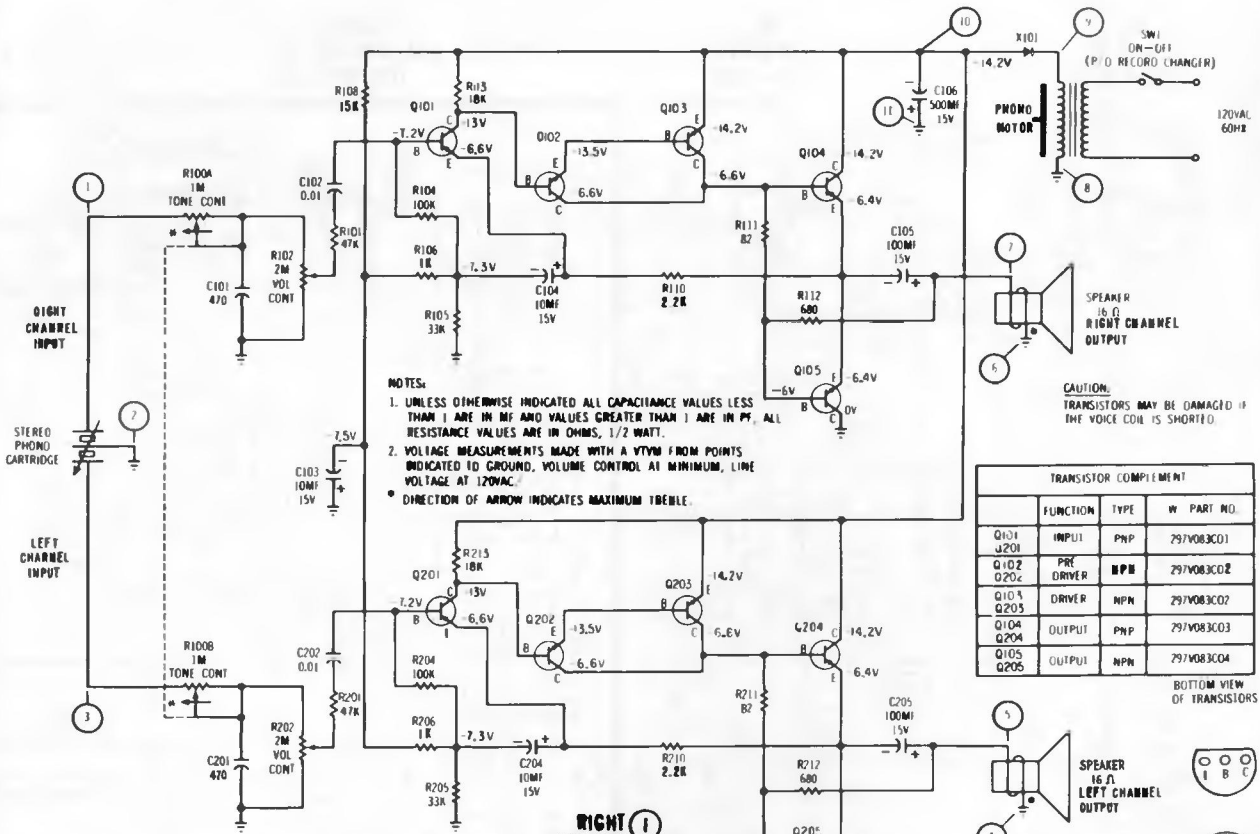 10
9
X101
SW1
ON-OFF
(P/O RECORD CHANGER)
-14.2V
R108
15K
R113
18K
Q101
C
-13V
-7.2V
B
-6.6V
E
Q102
-13.5V
E
B
-6.6V
C
Q103
E
-14.2V
B
C
-6.6V
Q104
-14.2V
C
B
E
-6.4V
11
C106
500MF
15V
PHONO
MOTOR
120VAC
60HZ
8
1
R100A
1M
TONE CONT
*
C102
0.01
R101
47K
R102
2M
VOL
CONT
C101
470
R104
100K
R106
1K
-7.3V
R105
33K
C104
10MF
15V
R110
2.2K
R111
82
R112
680
C105
100MF
15V
7
SPEAKER
16 Ω
RIGHT CHANNEL
OUTPUT
6
Q105
E
-6.4V
-6V
B
0V
C
RIGHT
CHANNEL
INPUT
2
STEREO
PHONO
CARTRIDGE
LEFT
CHANNEL
INPUT
3
NOTES:
1. UNLESS OTHERWISE INDICATED ALL CAPACITANCE VALUES LESS
THAN 1 ARE IN MF AND VALUES GREATER THAN 1 ARE IN PF, ALL
RESISTANCE VALUES ARE IN OHMS, 1/2 WATT.
2. VOLTAGE MEASUREMENTS MADE WITH A VTVM FROM POINTS
INDICATED TO GROUND, VOLUME CONTROL AT MINIMUM, LINE
VOLTAGE AT 120VAC.
* DIRECTION OF ARROW INDICATES MAXIMUM TREBLE.
CAUTION:
TRANSISTORS MAY BE DAMAGED IF
THE VOICE COIL IS SHORTED
-7.5V
C103
10MF
15V
TRANSISTOR COMPLEMENT
FUNCTION TYPE W PART NO.
Q101 Q201 INPUT PNP 297V083C01
Q102 Q202 PRE DRIVER NPN 297V083C02
Q103 Q203 DRIVER NPN 297V083C02
Q104 Q204 OUTPUT PNP 297V083C03
Q105 Q205 OUTPUT NPN 297V083C04
BOTTOM VIEW
OF TRANSISTORS
E B C
R213
18K
Q201
C
-13V
-7.2V
B
-6.6V
E
Q202
E
-13.5V
B
-6.6V
C
Q203
-14.2V
E
B
C
-6.6V
Q204
C
-14.2V
B
E
-6.4V
R100B
1M
TONE CONT
*
C202
0.01
R201
47K
R202
2M
VOL
CONT
C201
470
R204
100K
R206
1K
-7.3V
R205
33K
C204
10MF
15V
R210
2.2K
R211
82
R212
680
C205
100MF
15V
5
SPEAKER
16 Ω
LEFT CHANNEL
OUTPUT
RIGHT 1
Q205